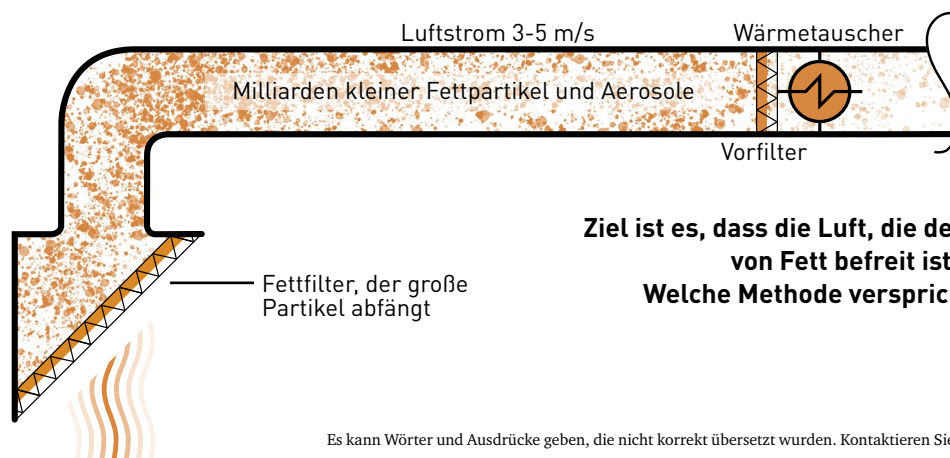 Luftstrom 3-5 m/s
Wärmetauscher
Milliarden kleiner Fettpartikel und Aerosole
Vorfilter
Ziel ist es, dass die Luft, die
von Fett befreit ist
Welche Methode
Fettfilter, der große
Partikel abfängt
Es kann Wörter und Ausdrücke geben, die nicht korrekt übersetzt wurden. Kontaktieren Sie